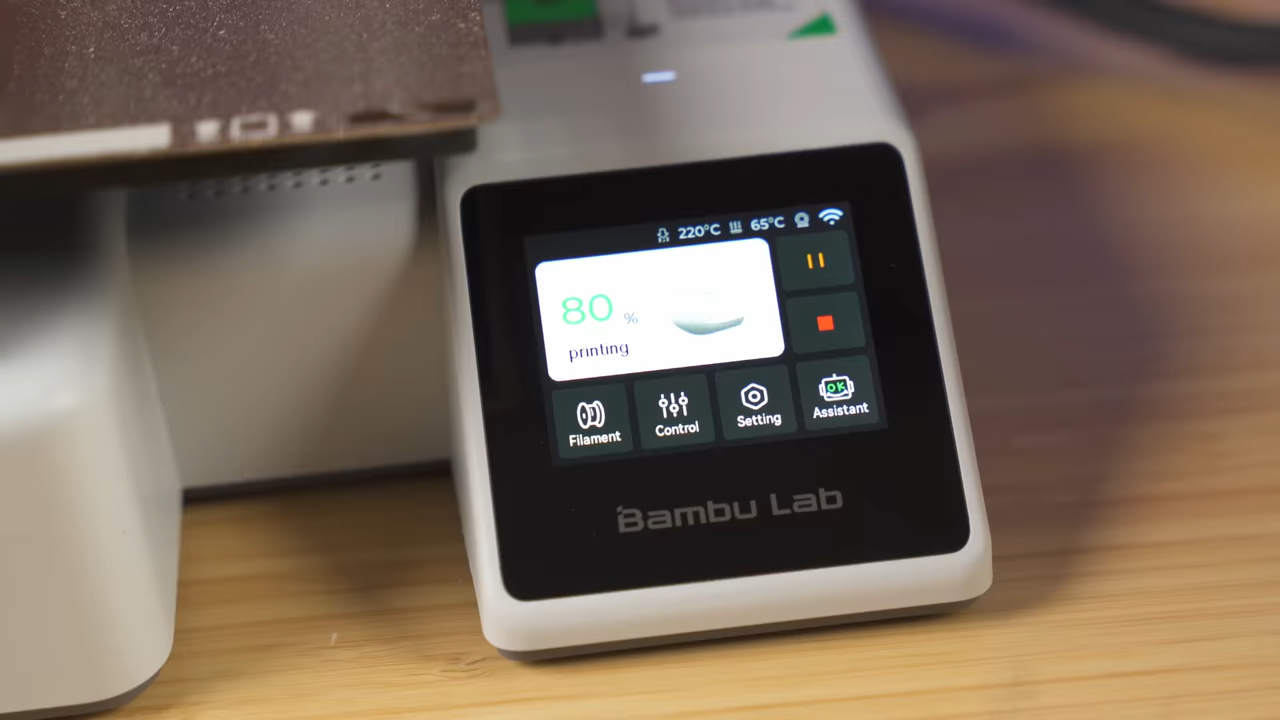 220°C 65°C
80 %
printing
Filament Control Setting Assistant
OK
Bambu Lab